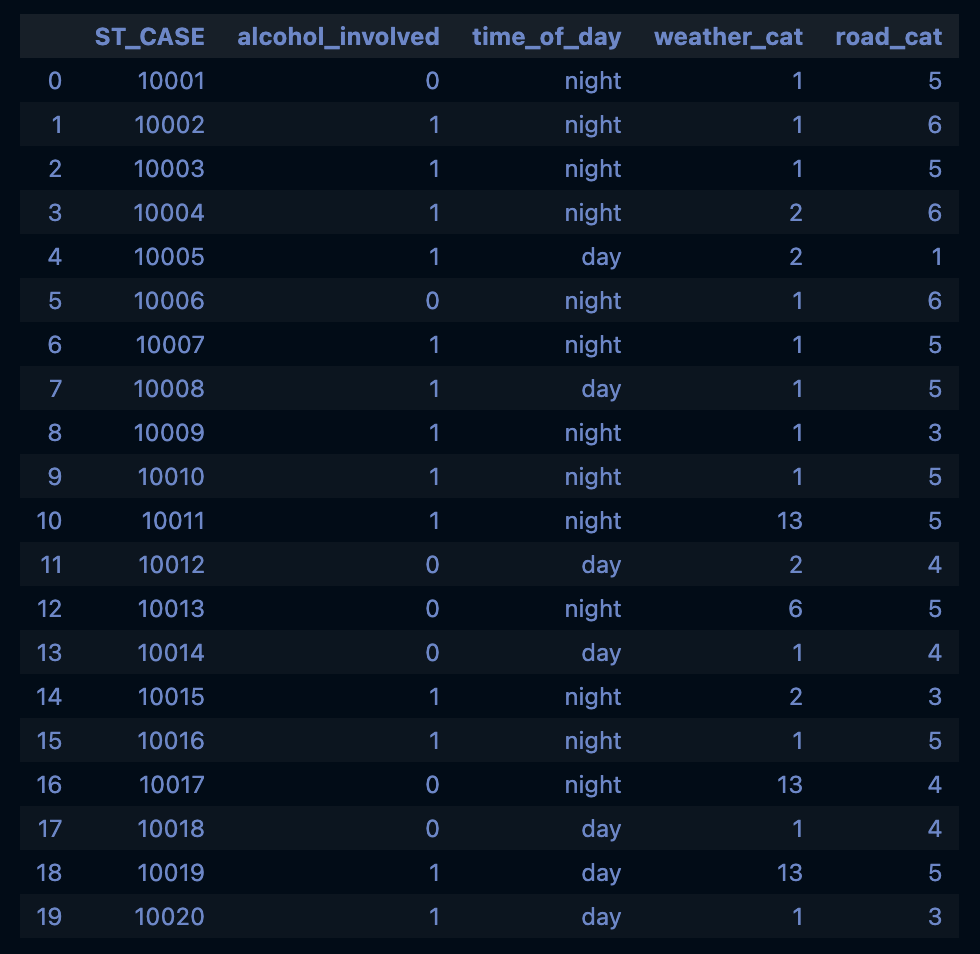 ST_CASE alcohol_involved time_of_day weather_cat road_cat
0 10001 0 night 1 5
1 10002 1 night 1 6
2 10003 1 night 1 5
3 10004 1 night 2 6
4 10005 1 day 2 1
5 10006 0 night 1 6
6 10007 1 night 1 5
7 10008 1 day 1 5
8 10009 1 night 1 3
9 10010 1 night 1 5
10 10011 1 night 13 5
11 10012 0 day 2 4
12 10013 0 night 6 5
13 10014 0 day 1 4
14 10015 1 night 2 3
15 10016 1 night 1 5
16 10017 0 night 13 4
17 10018 0 day 1 4
18 10019 1 day 13 5
19 10020 1 day 1 3